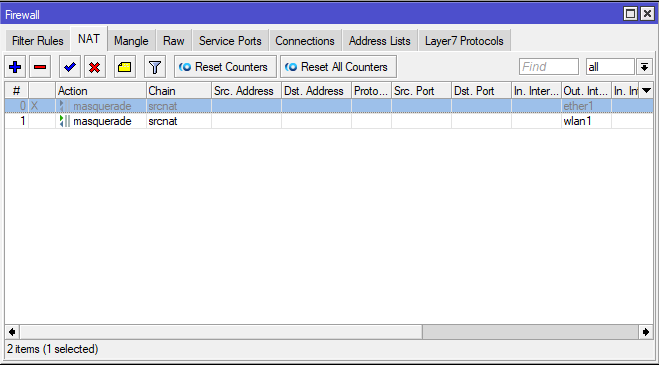 Firewall
Filter Rules NAT Mangle Raw Service Ports Connections Address Lists Layer7 Protocols
Reset Counters Reset All Counters Find all
# Action Chain Src. Address Dst. Address Proto... Src. Port Dst. Port In. Inter... Out. Int... In. Int
0 X masquerade srcnat ether1
1 masquerade srcnat wlan1
2 items (1 selected)